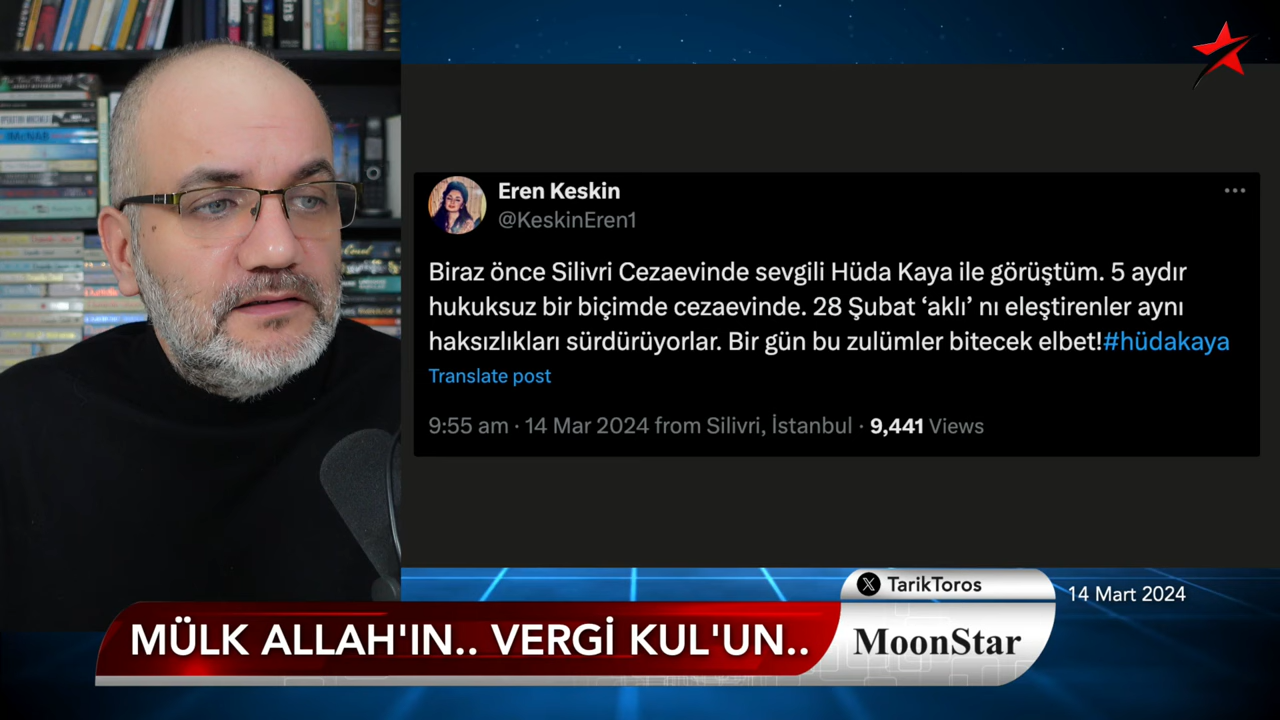 Eren Keskin
@KeskinEren1
Biraz önce Silivri Cezaevinde sevgili Hüda Kaya ile görüştüm. 5 aydır
hukuksuz bir biçimde cezaevinde. 28 Şubat ‘aklı’ nı eleştirenler aynı
haksızlıkları sürdürüyorlar. Bir gün bu zulümler bitecek elbet!#hüdakaya
Translate post
9:55 am · 14 Mar 2024 from Silivri, İstanbul · 9,441 Views
TarikToros
14 Mart 2024
MÜLK ALLAH'IN.. VERGİ KUL'UN..
MoonStar